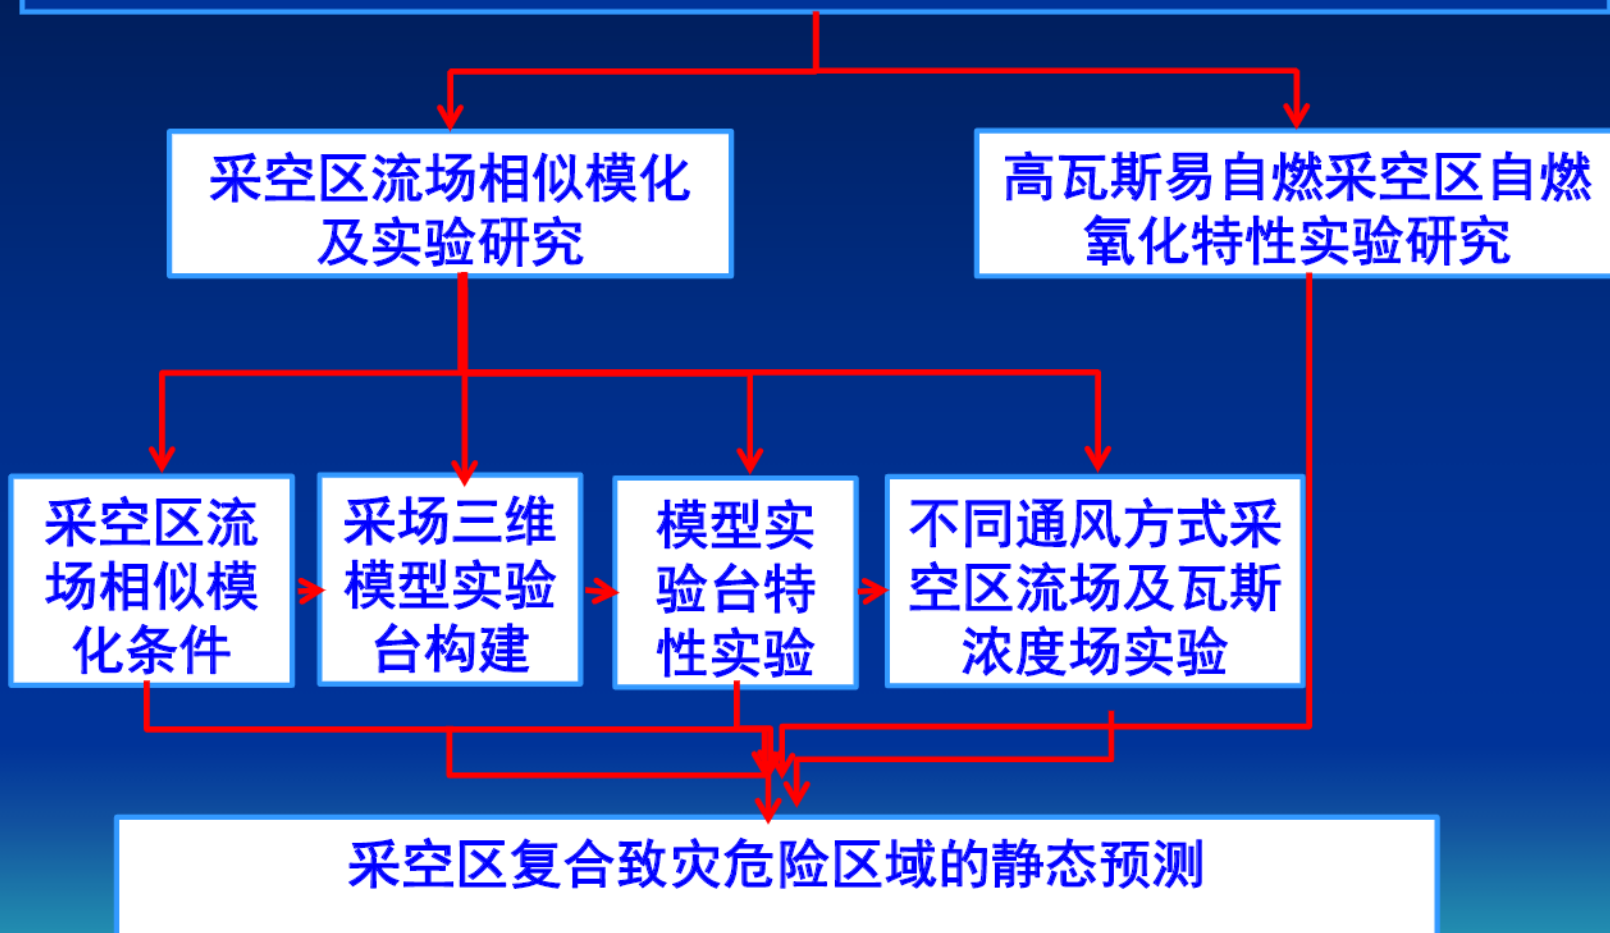 采空区流场相似模化
及实验研究
高瓦斯易自燃采空区自燃
氧化特性实验研究
采空区流
场相似模
化条件
采场三维
模型实验
台构建
模型实
验台特
性实验
不同通风方式采
空区流场及瓦斯
浓度场实验
采空区复合致灾危险区域的静态预测